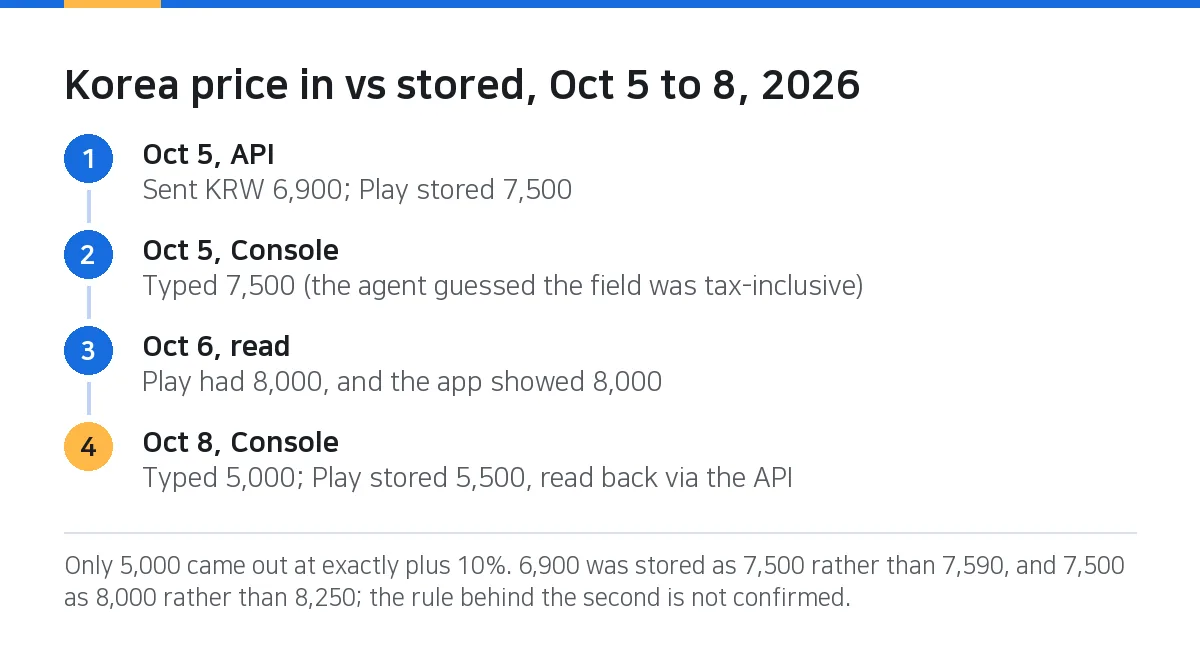 Korea price in vs stored, Oct 5 to 8, 2026
1
Oct 5, API
Sent KRW 6,900; Play stored 7,500
2
Oct 5, Console
Typed 7,500 (the agent guessed the field was tax-inclusive)
3
Oct 6, read
Play had 8,000, and the app showed 8,000
4
Oct 8, Console
Typed 5,000; Play stored 5,500, read back via the API
Only 5,000 came out at exactly plus 10%. 6,900 was stored as 7,500 rather than 7,590, and 7,500
as 8,000 rather than 8,250; the rule behind the second is not confirmed.